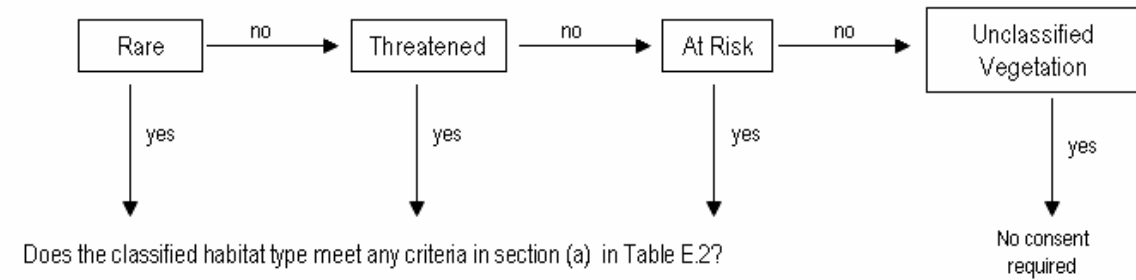 Rare
no
Threatened
no
At Risk
no
Unclassified
Vegetation
yes
yes
yes
yes
Does the classified habitat type meet any criteria in section (a) in Table E.2?
No consent
required